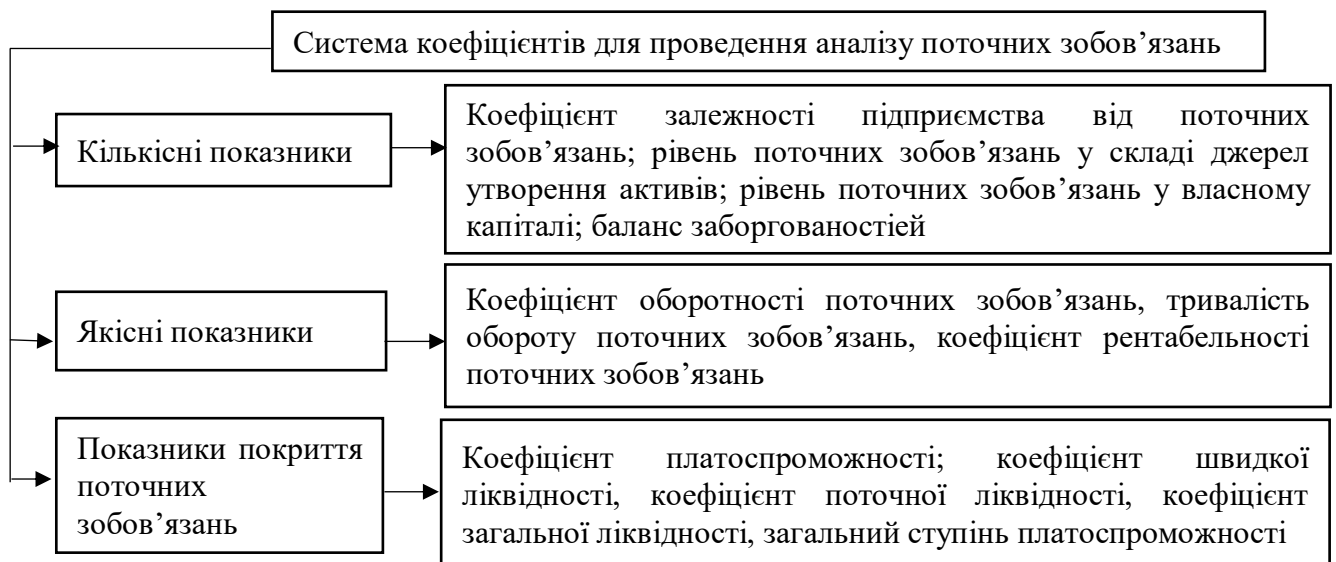 Система коефіцієнтів для проведення аналізу поточних зобов’язань
Кількісні показники
Коефіцієнт залежності підприємства від поточних
зобов’язань; рівень поточних зобов’язань у складі джерел
утворення активів; рівень поточних зобов’язань у власному
капіталі; баланс заборгованостіей
Якісні показники
Коефіцієнт оборотності поточних зобов’язань, тривалість
обороту поточних зобов’язань, коефіцієнт рентабельності
поточних зобов’язань
Показники покриття
поточних
зобов’язань
Коефіцієнт платоспроможності; коефіцієнт швидкої
ліквідності, коефіцієнт поточної ліквідності, коефіцієнт
загальної ліквідності, загальний ступінь платоспроможності